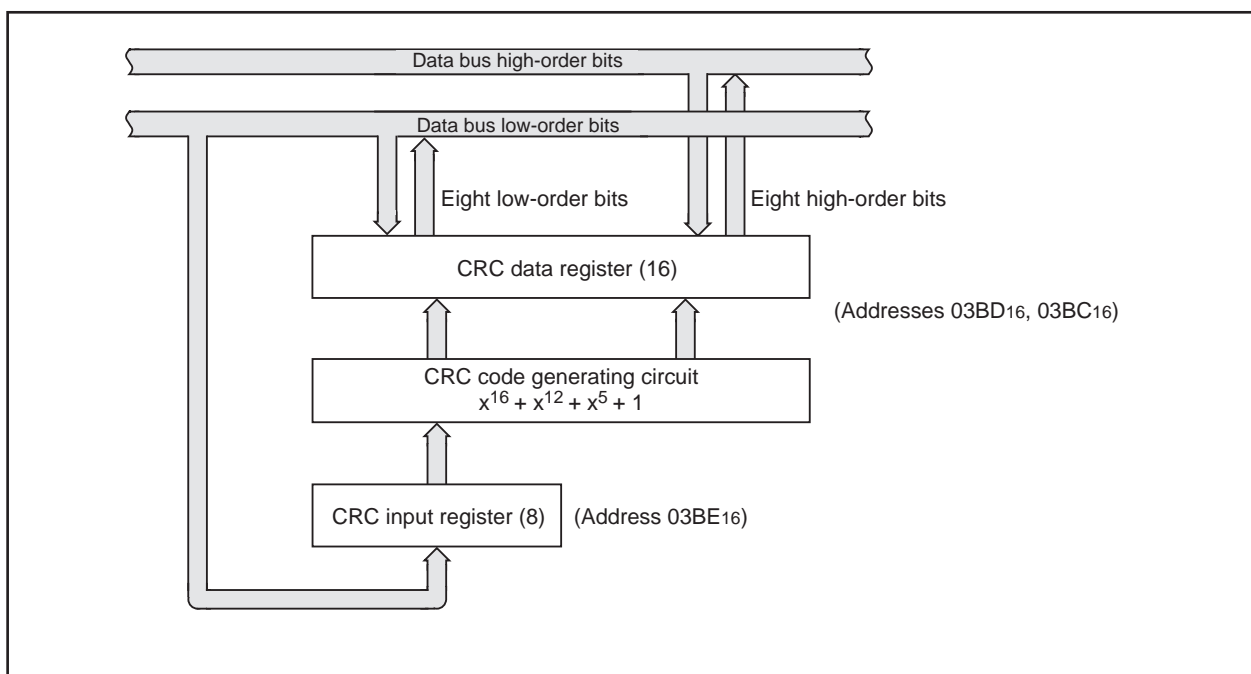 Data bus high-order bits
Data bus low-order bits
Eight low-order bits
Eight high-order bits
CRC data register (16)
(Addresses 03BD16, 03BC16)
CRC code generating circuit
x16 + x12 + x5 + 1
CRC input register (8)
(Address 03BE16)